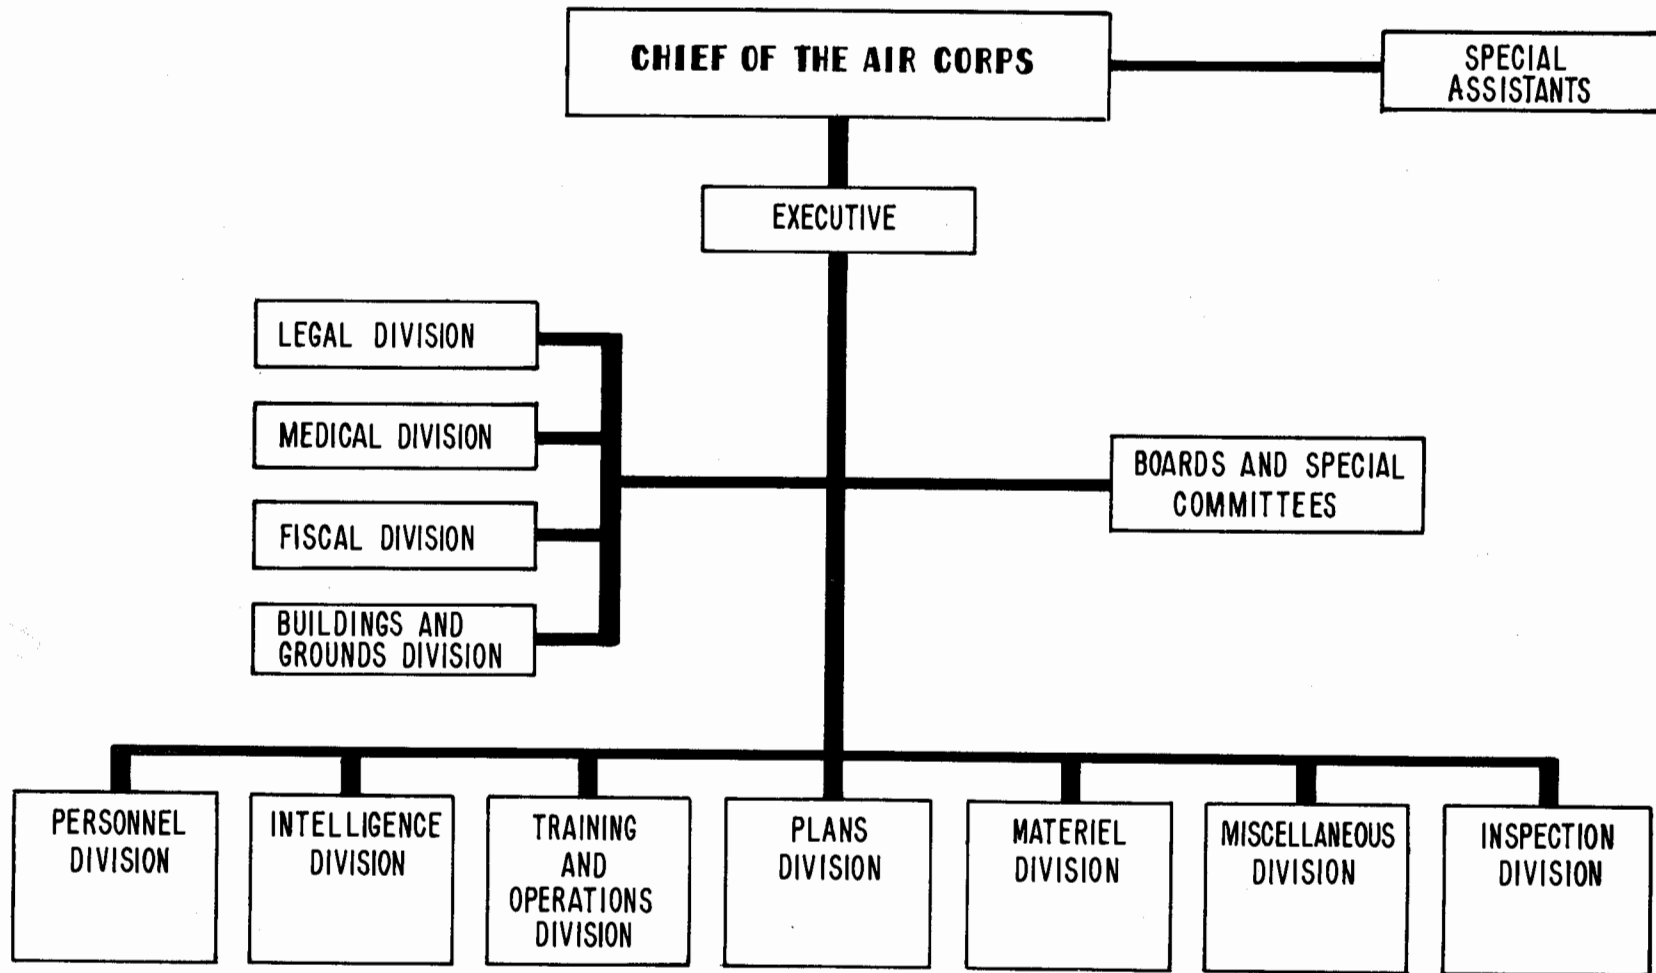 CHIEF OF THE AIR CORPS
SPECIAL
ASSISTANTS
EXECUTIVE
LEGAL DIVISION
MEDICAL DIVISION
FISCAL DIVISION
BUILDINGS AND
GROUNDS DIVISION
BOARDS AND SPECIAL
COMMITTEES
PERSONNEL
DIVISION
INTELLIGENCE
DIVISION
TRAINING
AND
OPERATIONS
DIVISION
PLANS
DIVISION
MATERIEL
DIVISION
MISCELLANEOUS
DIVISION
INSPECTION
DIVISION